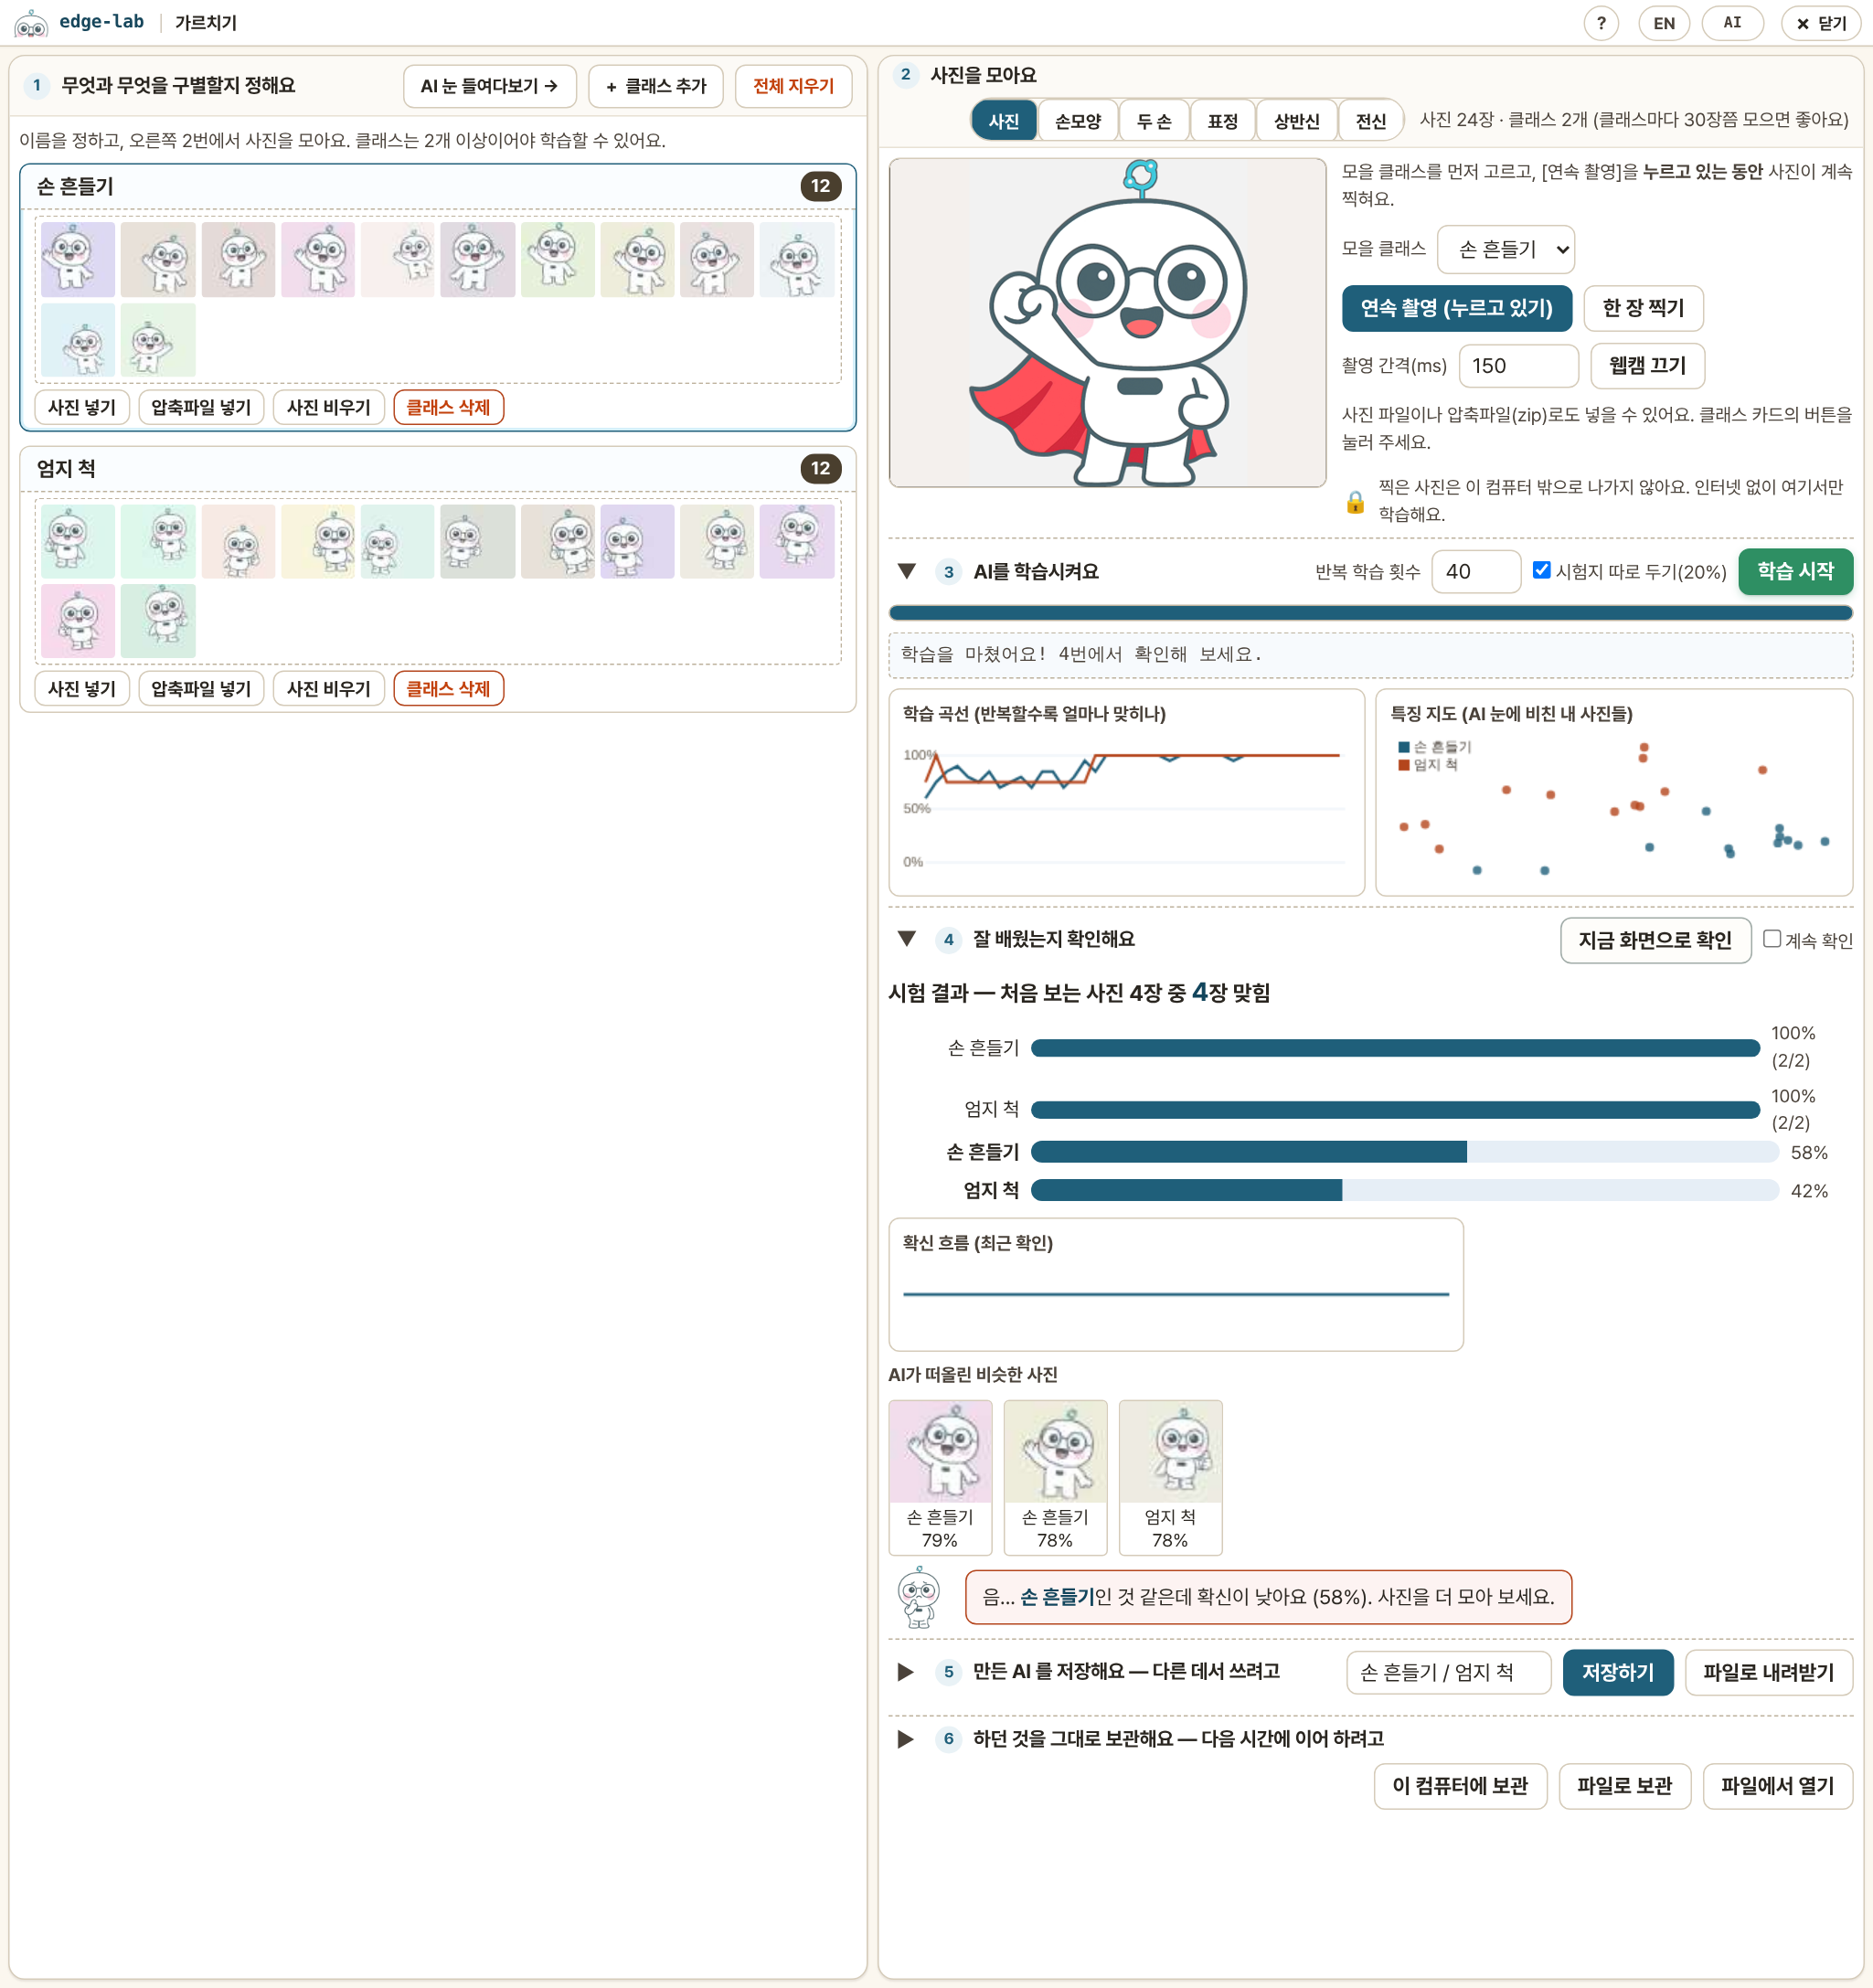 edge-lab 가르치기
? EN AI ✖ 닫기
1 무엇과 무엇을 구별할지 정해요
AI 눈 들여다보기 → + 클래스 추가 전체 지우기
이름을 정하고, 오른쪽 2번에서 사진을 모아요. 클래스는 2개 이상이어야 학습할 수 있어요.
손 흔들기 12
사진 넣기 압축파일 넣기 사진 비우기 클래스 삭제
엄지 척 12
사진 넣기 압축파일 넣기 사진 비우기 클래스 삭제
2 사진을 모아요
사진 손모양 두 손 표정 상반신 전신 사진 24장 · 클래스 2개 (클래스마다 30장쯤 모으면 좋아요)
모을 클래스를 먼저 고르고, [연속 촬영]을 누르고 있는 동안 사진이 계속
찍혀요.
모을 클래스 손 흔들기
연속 촬영 (누르고 있기) 한 장 찍기
촬영 간격(ms) 150 웹캠 끄기
사진 파일이나 압축파일(zip)로도 넣을 수 있어요. 클래스 카드의 버튼을
눌러 주세요.
찍은 사진은 이 컴퓨터 밖으로 나가지 않아요. 인터넷 없이 여기서만
학습해요.
▼ 3 AI를 학습시켜요 반복 학습 횟수 40 시험지 따로 두기(20%) 학습 시작
학습을 마쳤어요! 4번에서 확인해 보세요.
학습 곡선 (반복할수록 얼마나 맞히나)
100%
50%
0%
특징 지도 (AI 눈에 비친 내 사진들)
손 흔들기
엄지 척
▼ 4 잘 배웠는지 확인해요 지금 화면으로 확인 계속 확인
시험 결과 — 처음 보는 사진 4장 중 4장 맞힘
손 흔들기 100%
(2/2)
엄지 척 100%
(2/2)
손 흔들기 58%
엄지 척 42%
확신 흐름 (최근 확인)
AI가 떠올린 비슷한 사진
손 흔들기 손 흔들기 엄지 척
79% 78% 78%
음... 손 흔들기인 것 같은데 확신이 낮아요 (58%). 사진을 더 모아 보세요.
▶ 5 만든 AI 를 저장해요 — 다른 데서 쓰려고 손 흔들기 / 엄지 척 저장하기 파일로 내려받기
▶ 6 하던 것을 그대로 보관해요 — 다음 시간에 이어 하려고
이 컴퓨터에 보관 파일로 보관 파일에서 열기